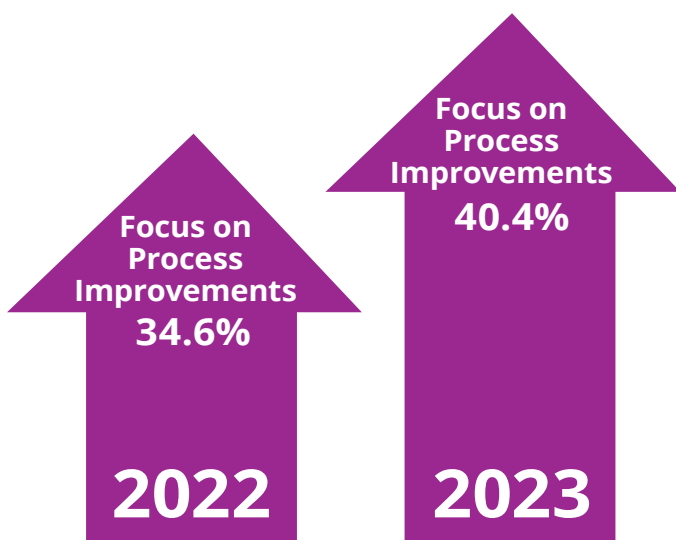 Focus on
Process
Improvements
34.6%
2022
Focus on
Process
Improvements
40.4%
2023